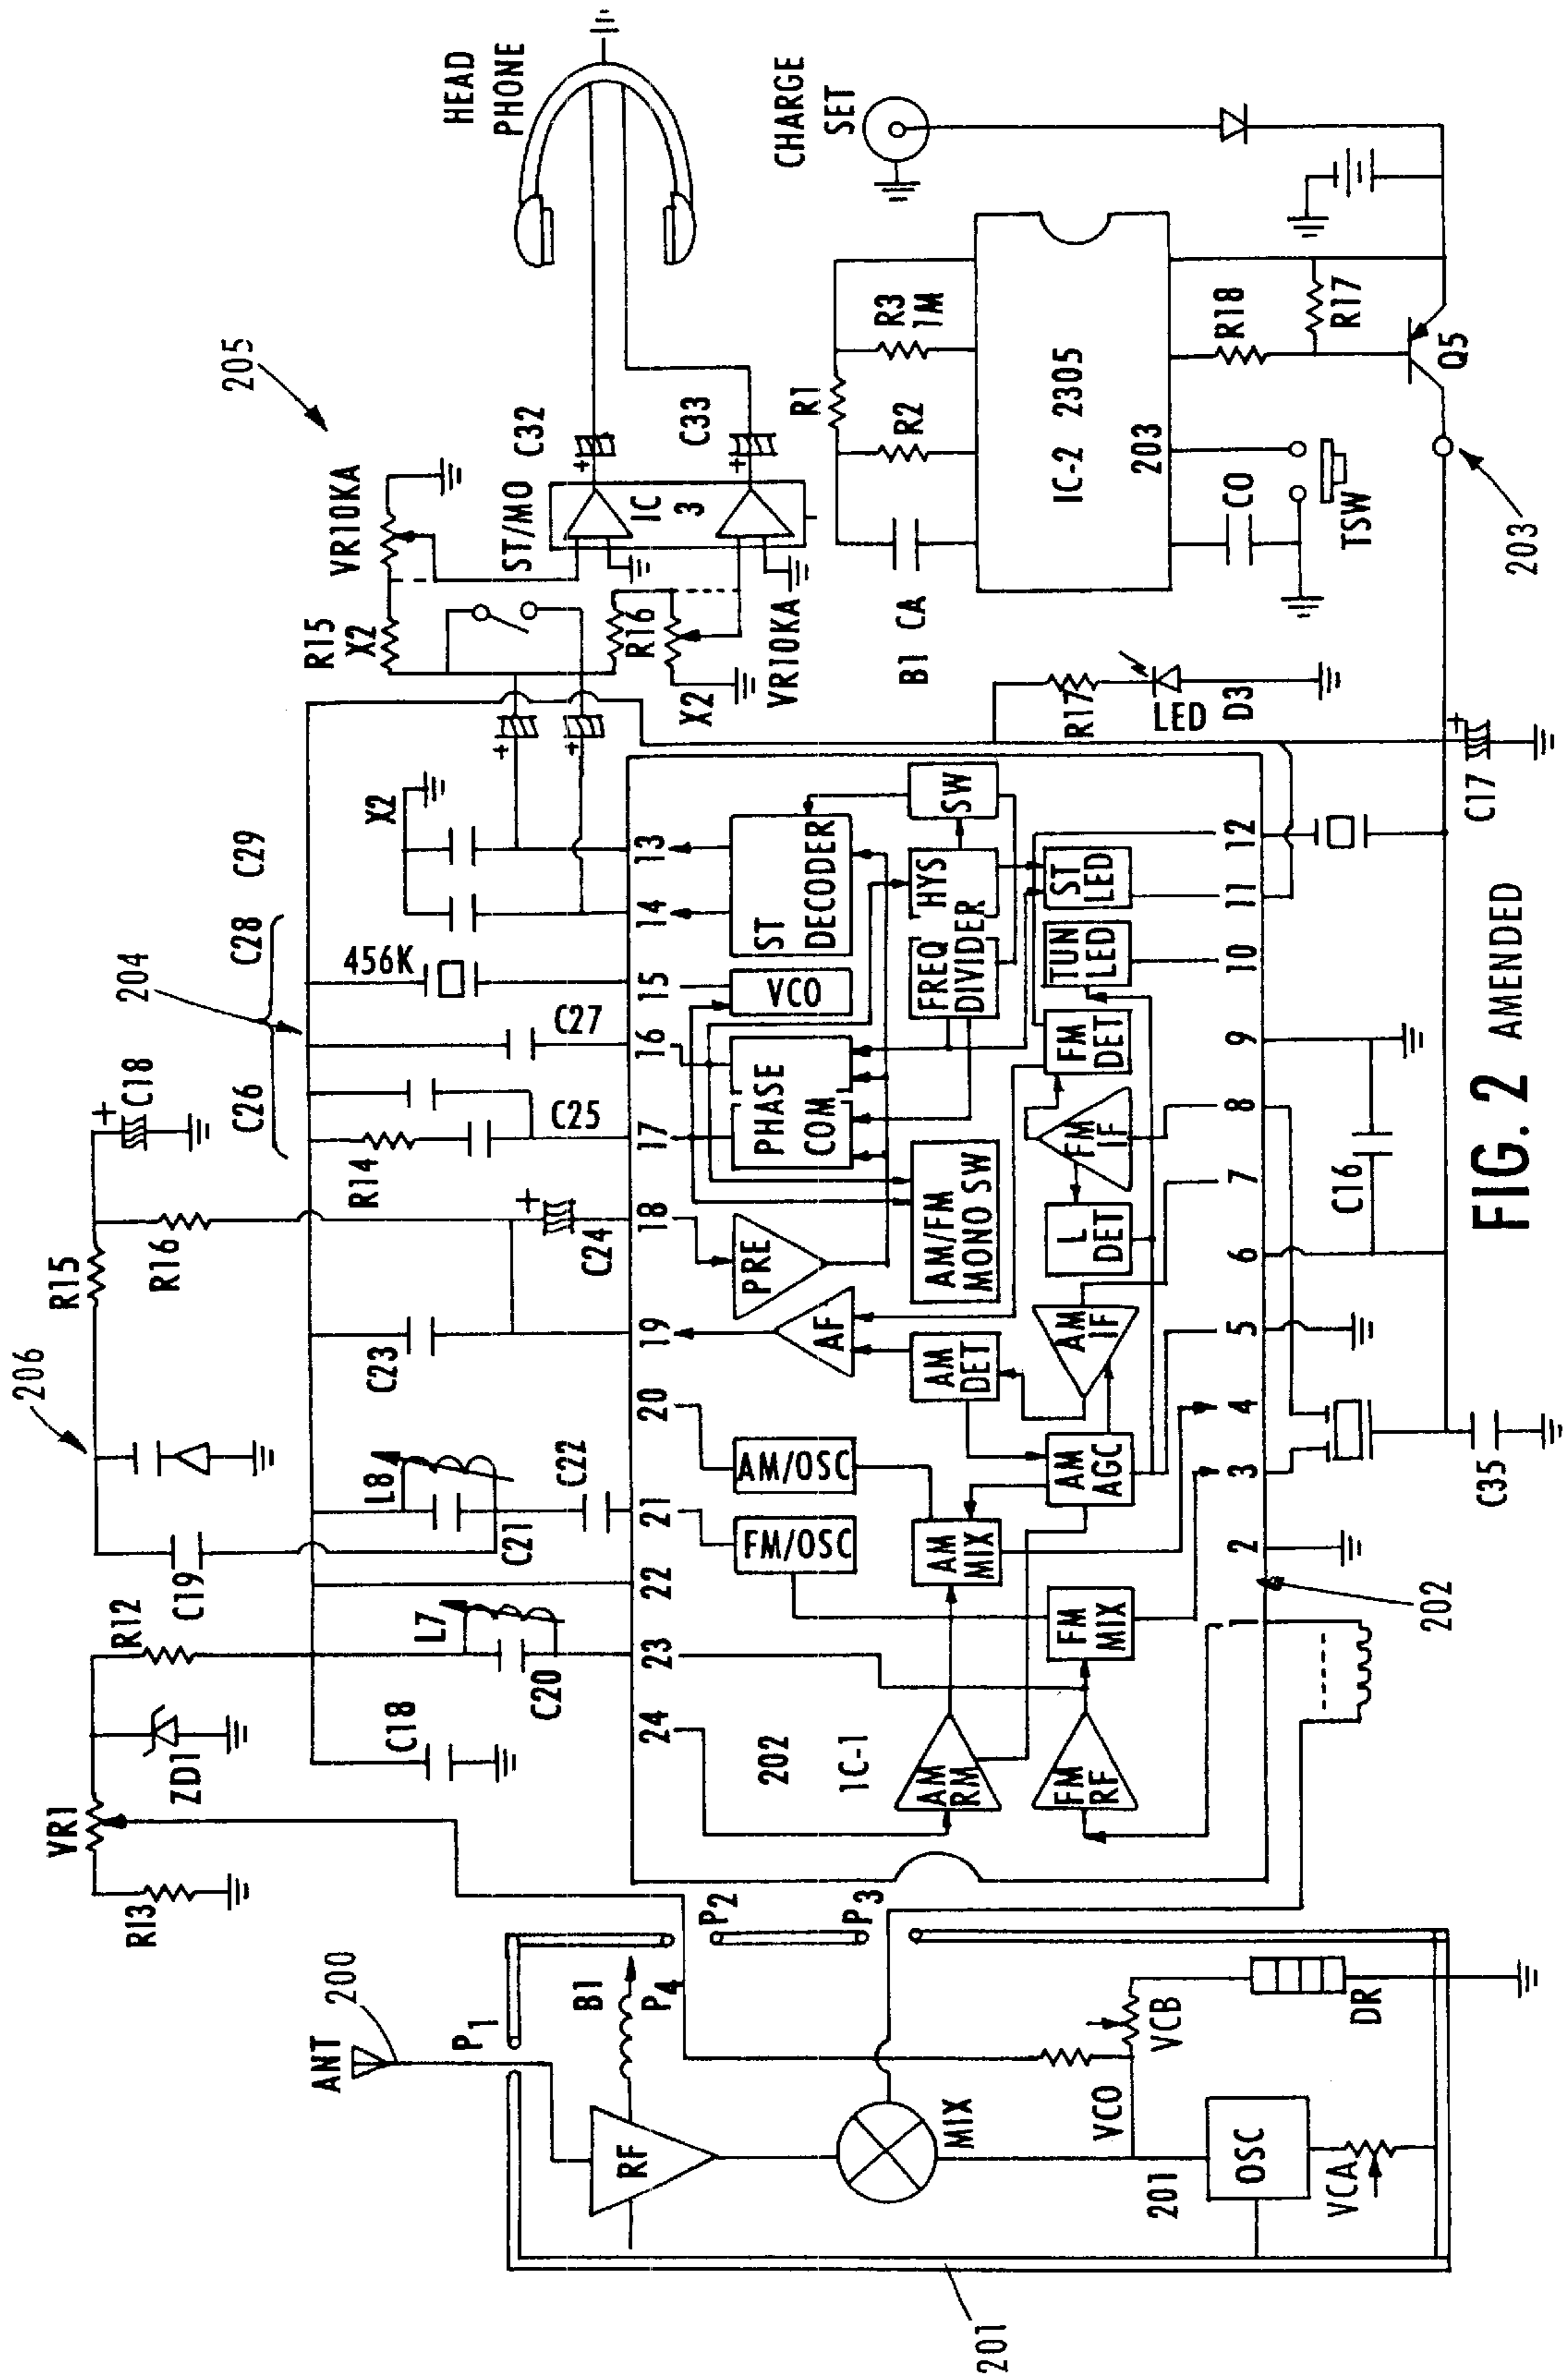 FIG. 2 AMENDED
HEAD
PHONE
CHARGE
SET
205
VR10KA
ST/MO
C32
C33
IC
3
R15
X2
R16
X2
VR10KA
R1
R2
R3
1M
B1 CA
IC-2 2305
203
CO
TSW
R18
R17
Q5
203
R17
LED
D3
C17
204
C26
C28
C29
X2
456K
C27
C25
R14
C18
+
R15
R16
206
C24
+
C23
L8
C22
C21
C19
R12
L7
C20
C18
ZD1
VR1
R13
24
23
22
21
20
19
18
17
16
15
14
13
ST
DECODER
VCO
PHASE
COM
PRE
AF
AM/OSC
FM/OSC
SW
HYS
FREQ
DIVIDER
AM/FM
MONO SW
AM
DET
AM
MIX
AM
RM
202
1C-1
ST
LED
TUN
LED
FM
DET
FM
IF
L
DET
AM
IF
AM
AGC
FM
MIX
FM
RF
1
2
3
4
5
6
7
8
9
10
11
12
C16
C35
202
ANT
200
P1
P2
P3
P4
B1
RF
MIX
VCO
VCB
DR
201
OSC
VCA
201
+
+
+
+
+